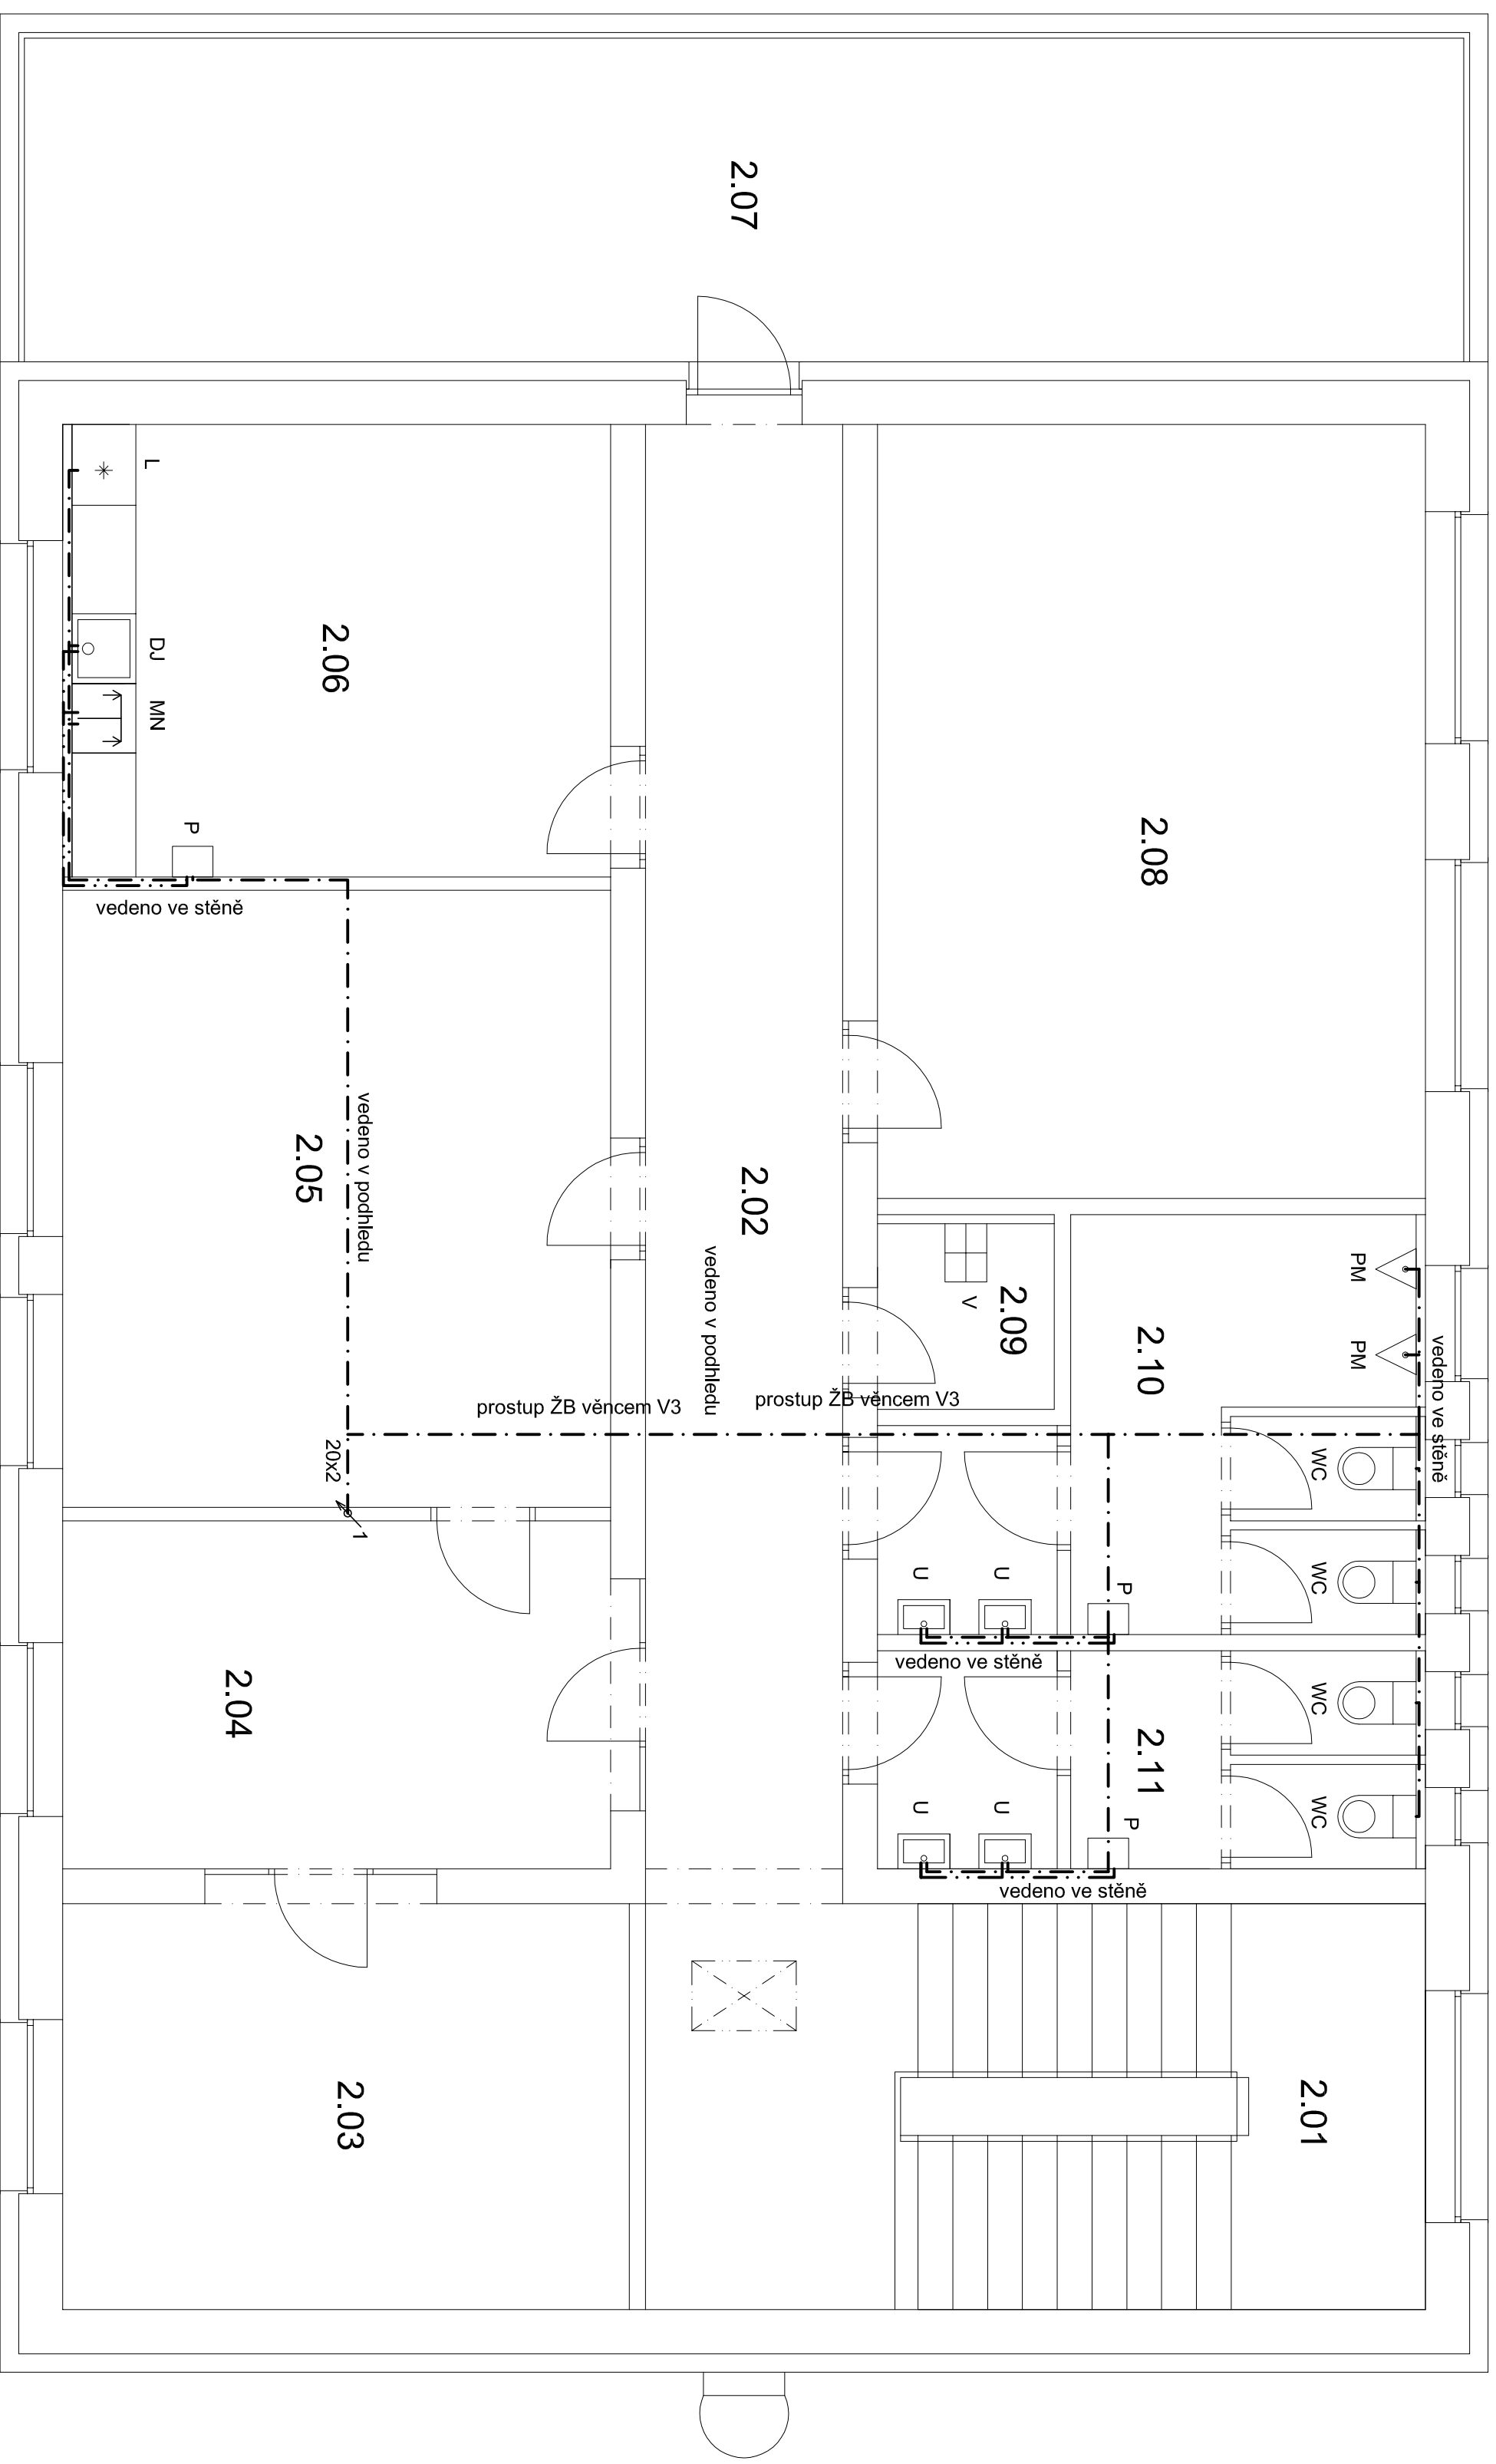 2.07
L
DJ
MN
P
2.06
2.08
vedeno ve stěně
vedeno v podhledu
2.05
2.02
vedeno v podhledu
V
2.09
2.10
PM
PM
vedeno ve stěně
prostup ŽB věncem V3
prostup ŽB věncem V3
20x2
1
WC
WC
U
U
P
vedeno ve stěně
2.04
2.11
WC
WC
U
U
P
vedeno ve stěně
2.03
2.01